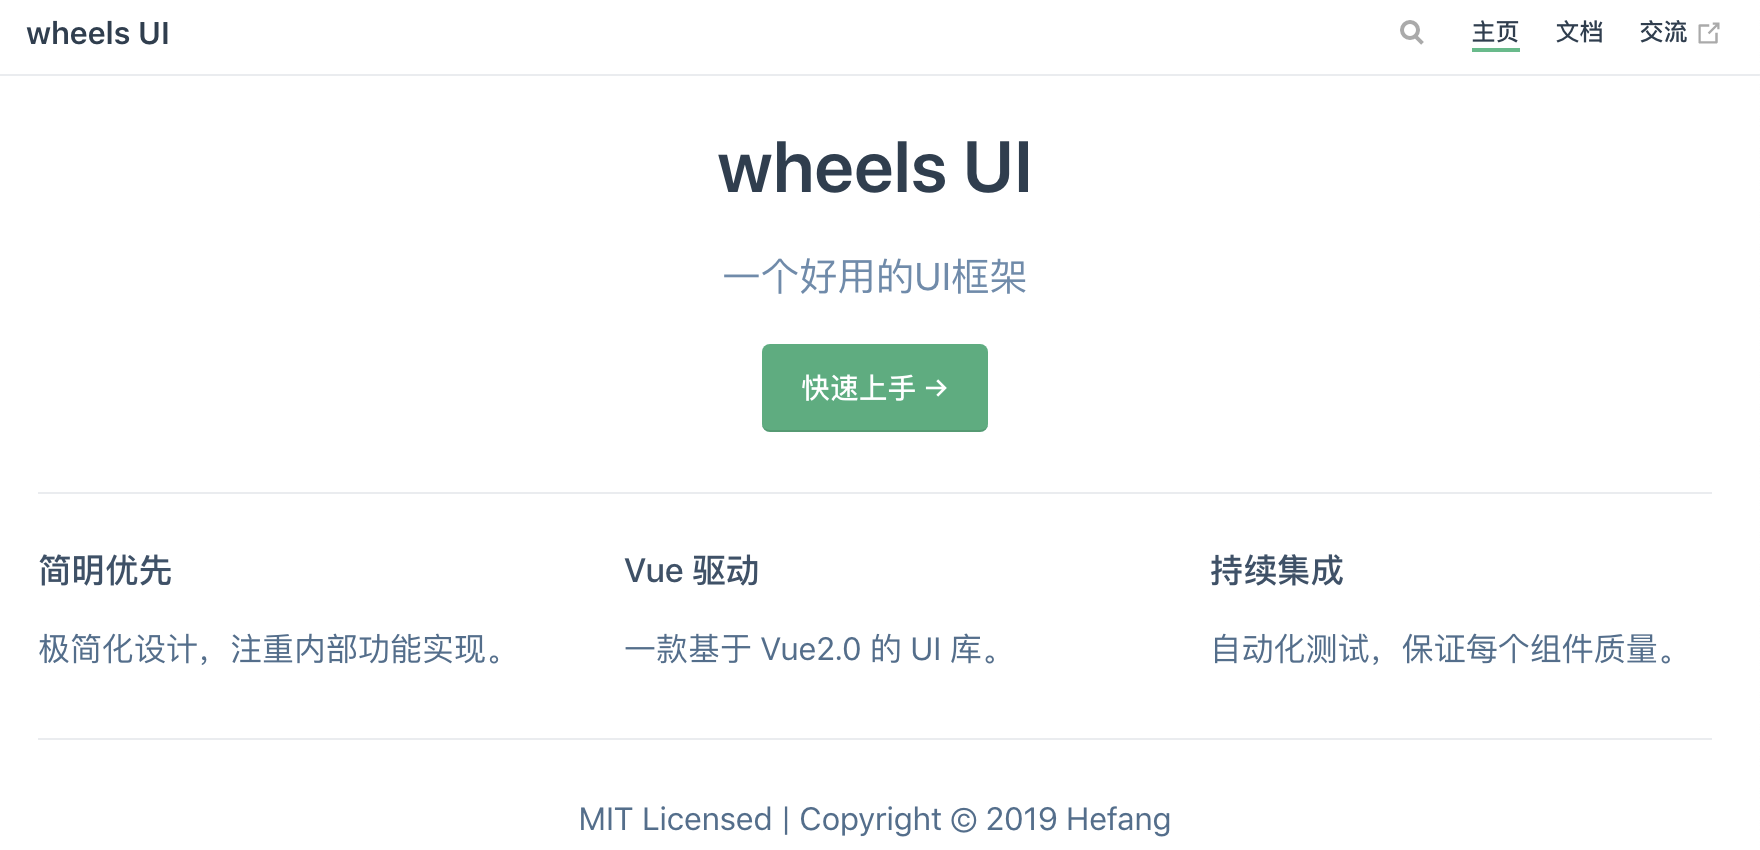 wheels UI
主页 文档 交流
wheels UI
一个好用的UI框架
快速上手 →
简明优先
极简化设计，注重内部功能实现。
Vue 驱动
一款基于 Vue2.0 的 UI 库。
持续集成
自动化测试，保证每个组件质量。
MIT Licensed | Copyright © 2019 Hefang